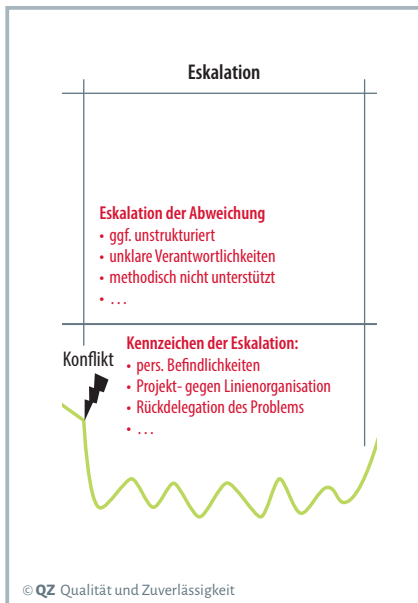 Eskalation
Eskalation der Abweichung
• ggf. unstrukturiert
• unklare Verantwortlichkeiten
• methodisch nicht unterstützt
• ...
Kennzeichen der Eskalation:
Konflikt
• pers. Befindlichkeiten
• Projekt- gegen Linienorganisation
• Rückdelegation des Problems
• ...
© QZ Qualität und Zuverlässigkeit